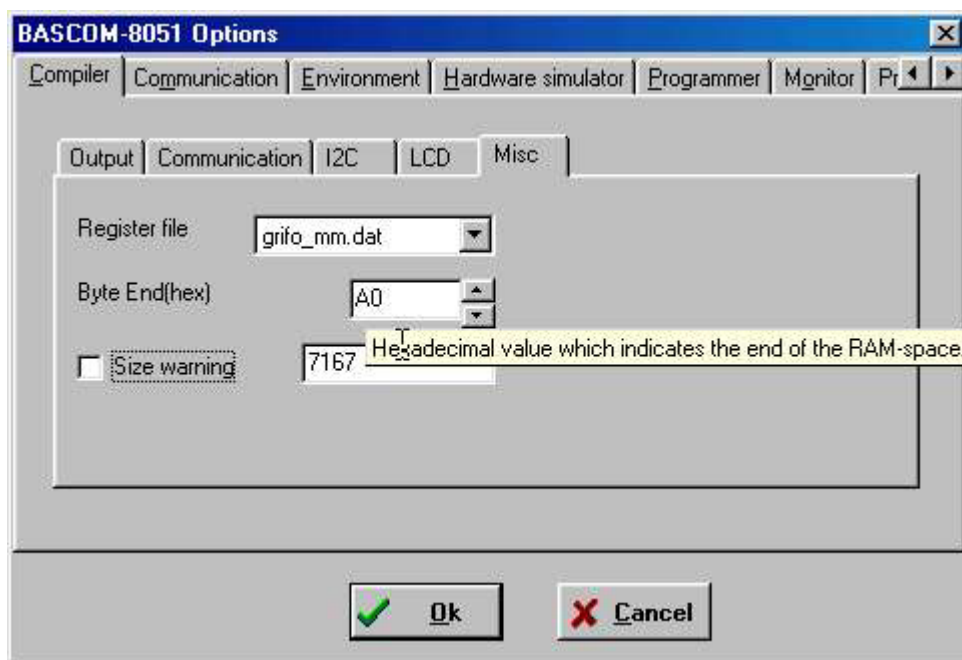 BASCOM-8051 Options
Compiler Communication Environment Hardware simulator Programmer Monitor Pr
Output Communication I2C LCD Misc
Register file grifo_mm.dat
Byte End(hex) A0
Hexadecimal value which indicates the end of the RAM-space
Size warning 7167
Ok Cancel